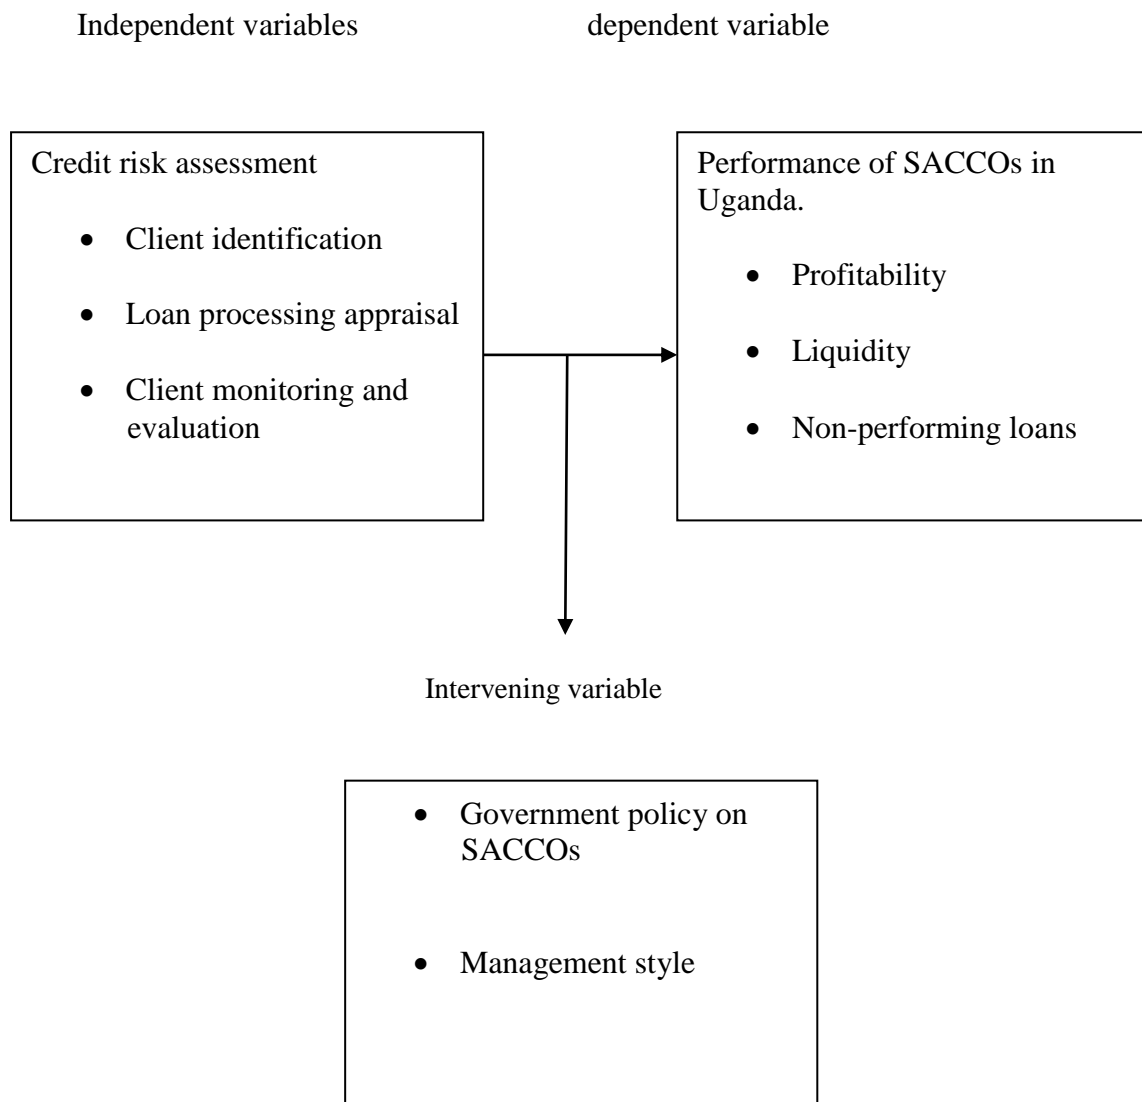 Independent variables
dependent variable
Credit risk assessment
• Client identification
• Loan processing appraisal
• Client monitoring and
evaluation
Performance of SACCOs in
Uganda.
• Profitability
• Liquidity
• Non-performing loans
Intervening variable
• Government policy on
SACCOs
• Management style